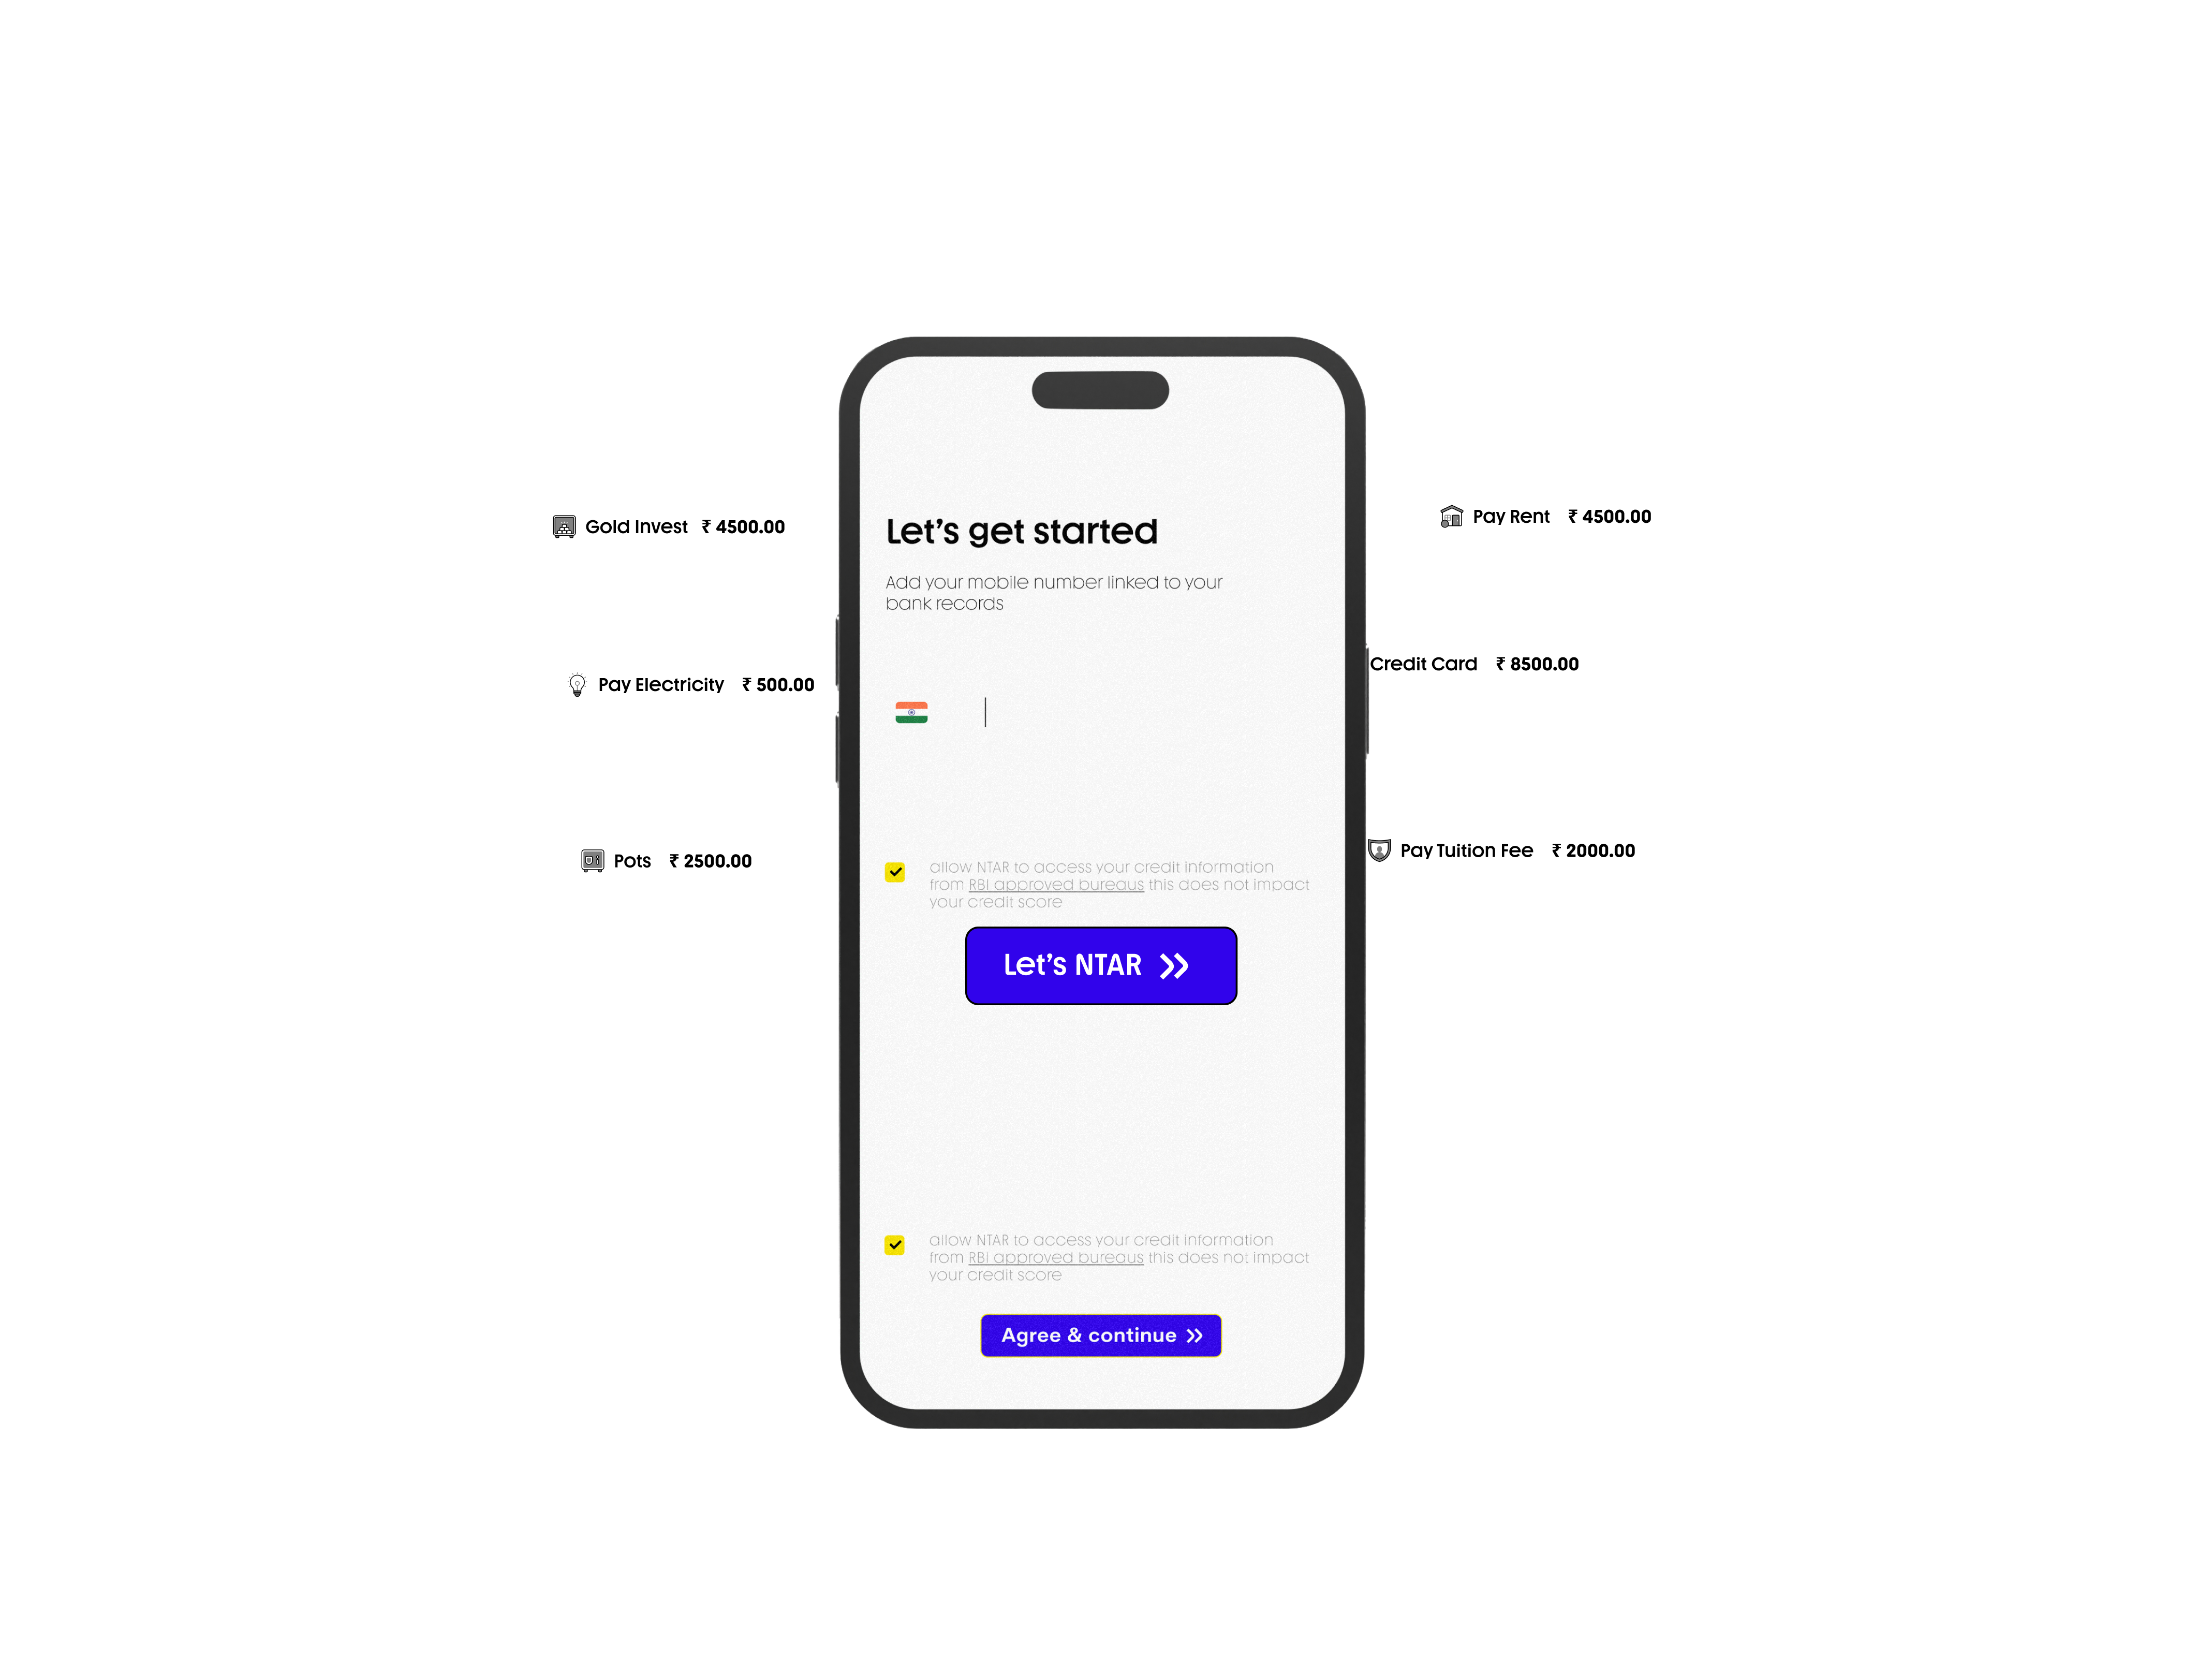 Gold Invest ₹ 4500.00
Pay Electricity ₹ 500.00
Pots ₹ 2500.00
Let's get started
Add your mobile number linked to your
bank records
allow NTAR to access your credit information
from RBI approved bureaus this does not impact
your credit score
Let's NTAR
allow NTAR to access your credit information
from RBI approved bureaus this does not impact
your credit score
Agree & continue
Pay Rent ₹ 4500.00
Credit Card ₹ 8500.00
Pay Tuition Fee ₹ 2000.00